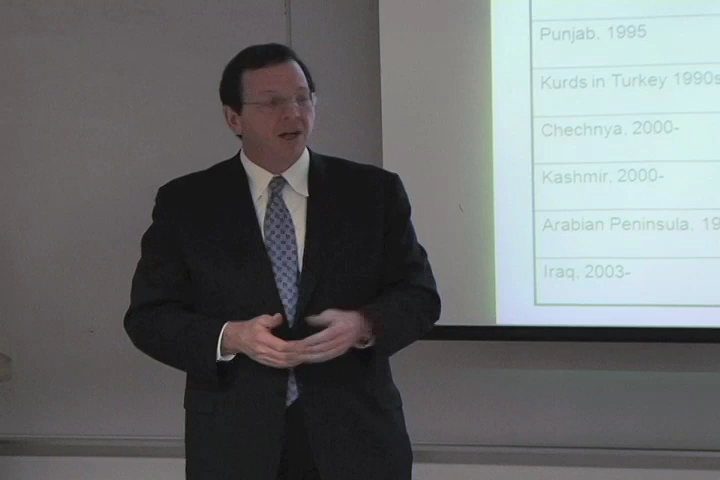 Punjab, 1995
Kurds in Turkey 1990s
Chechnya, 2000-
Kashmir, 2000-
Arabian Peninsula, 19
Iraq, 2003-